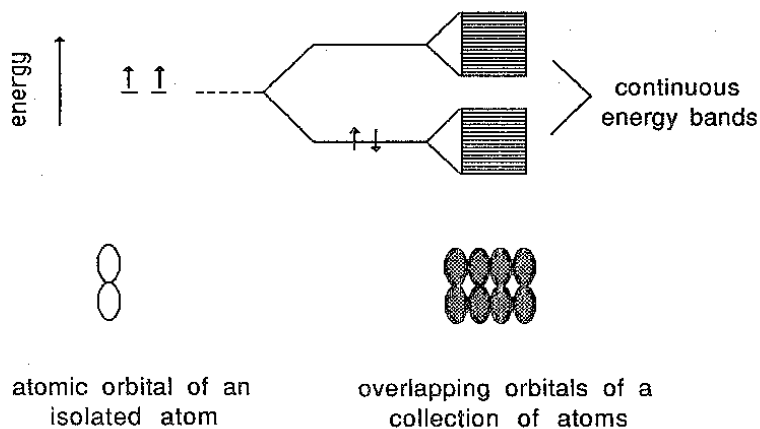 energy
continuous
energy bands
atomic orbital of an
isolated atom
overlapping orbitals of a
collection of atoms